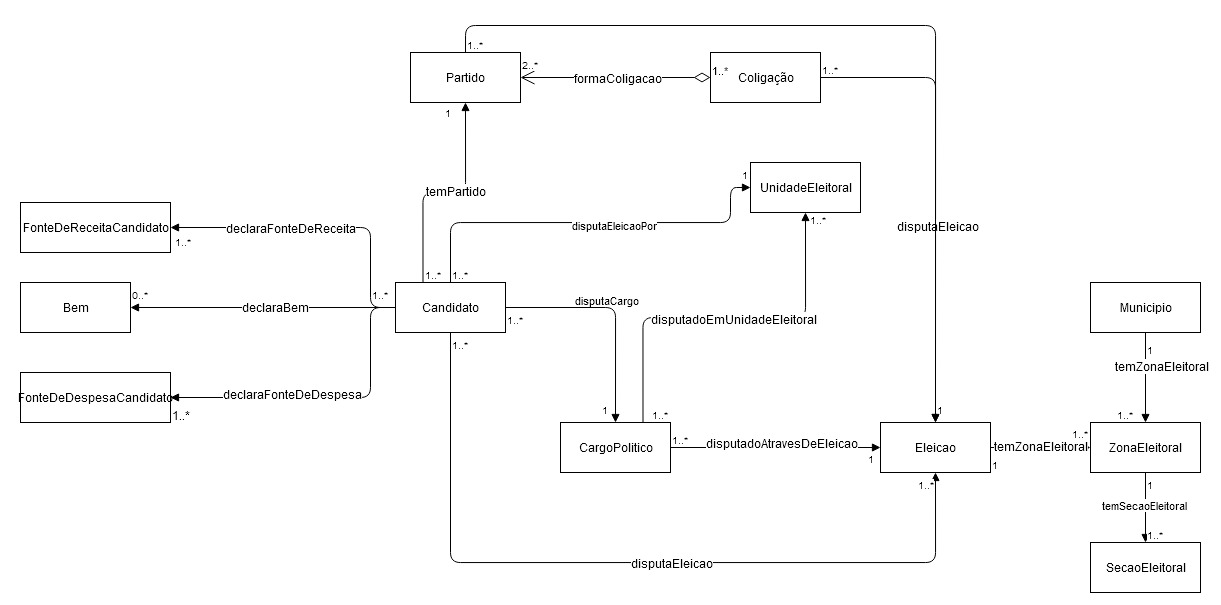 1..*
2..*
1..*
1..*
Partido
formaColigacao
Coligação
1
1
UnidadeEleitoral
temPartido
1..*
disputaEleicaoPor
disputaEleicao
FonteDeReceitaCandidato
declaraFonteDeReceita
1..*
1..*
1..*
0..*
1..*
disputaCargo
Bem
declaraBem
Candidato
1..*
disputadoEmUnidadeEleitoral
Municipio
1..*
1
temZonaEleitoral
FonteDeDespesaCandidato
declaraFonteDeDespesa
1..*
1
1..*
1
1..*
1..*
1..*
CargoPolitico
disputadoAtravesDeEleicao
1
Eleicao
temZonaEleitoral
1
ZonaEleitoral
1..*
1
temSecaoEleitoral
1..*
disputaEleicao
SecaoEleitoral